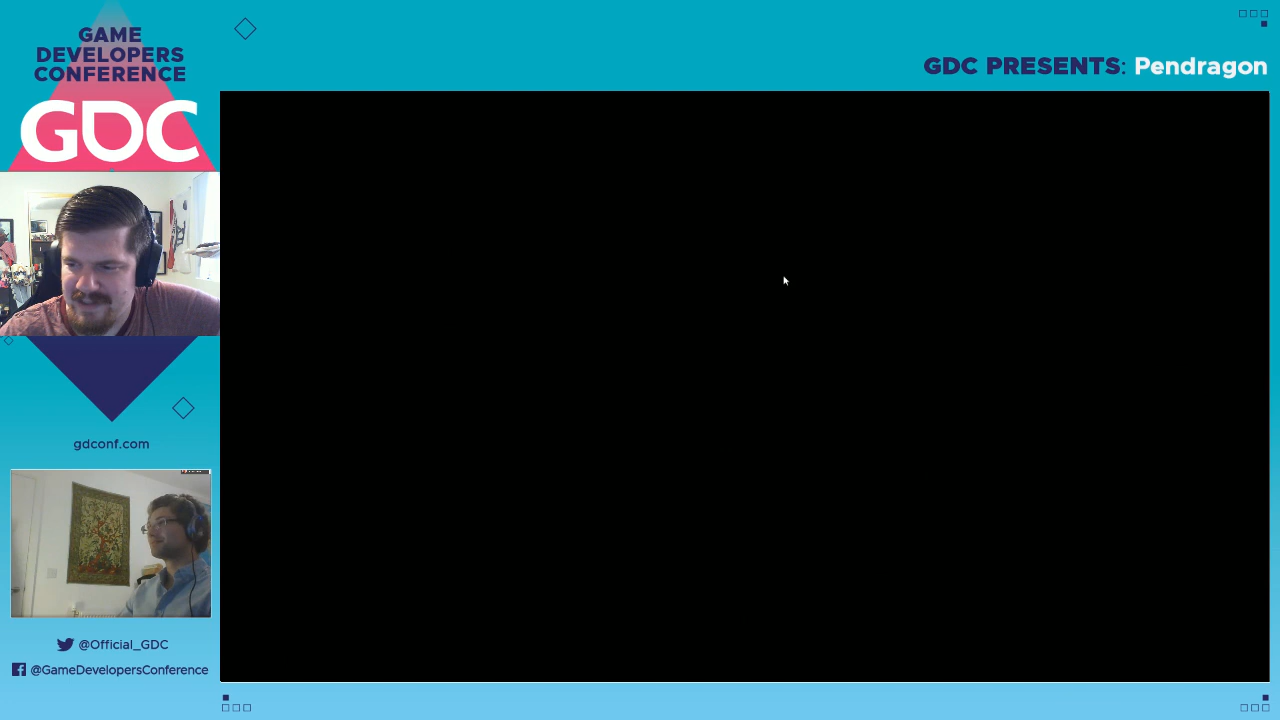 GAME
DEVELOPERS
CONFERENCE
GDC
GDC PRESENTS: Pendragon
gdconf.com
@Official_GDC
@GameDevelopersConference